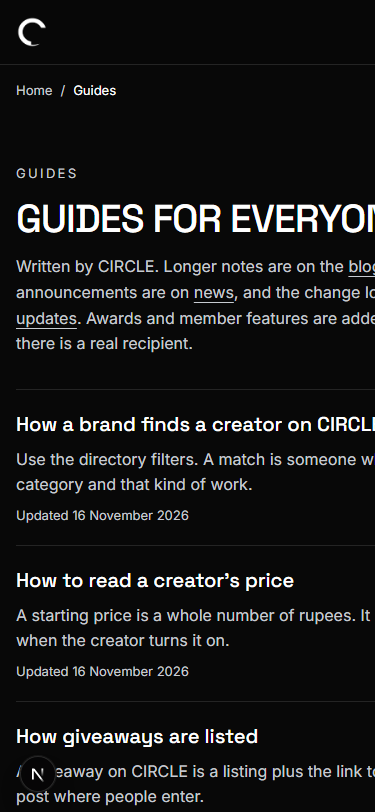 Home / Guides
GUIDES
GUIDES FOR EVERYON
Written by CIRCLE. Longer notes are on the blog
announcements are on news, and the change lo
updates. Awards and member features are adde
there is a real recipient.
How a brand finds a creator on CIRCLE
Use the directory filters. A match is someone w
category and that kind of work.
Updated 16 November 2026
How to read a creator's price
A starting price is a whole number of rupees. It
when the creator turns it on.
Updated 16 November 2026
How giveaways are listed
A giveaway on CIRCLE is a listing plus the link to
post where people enter.